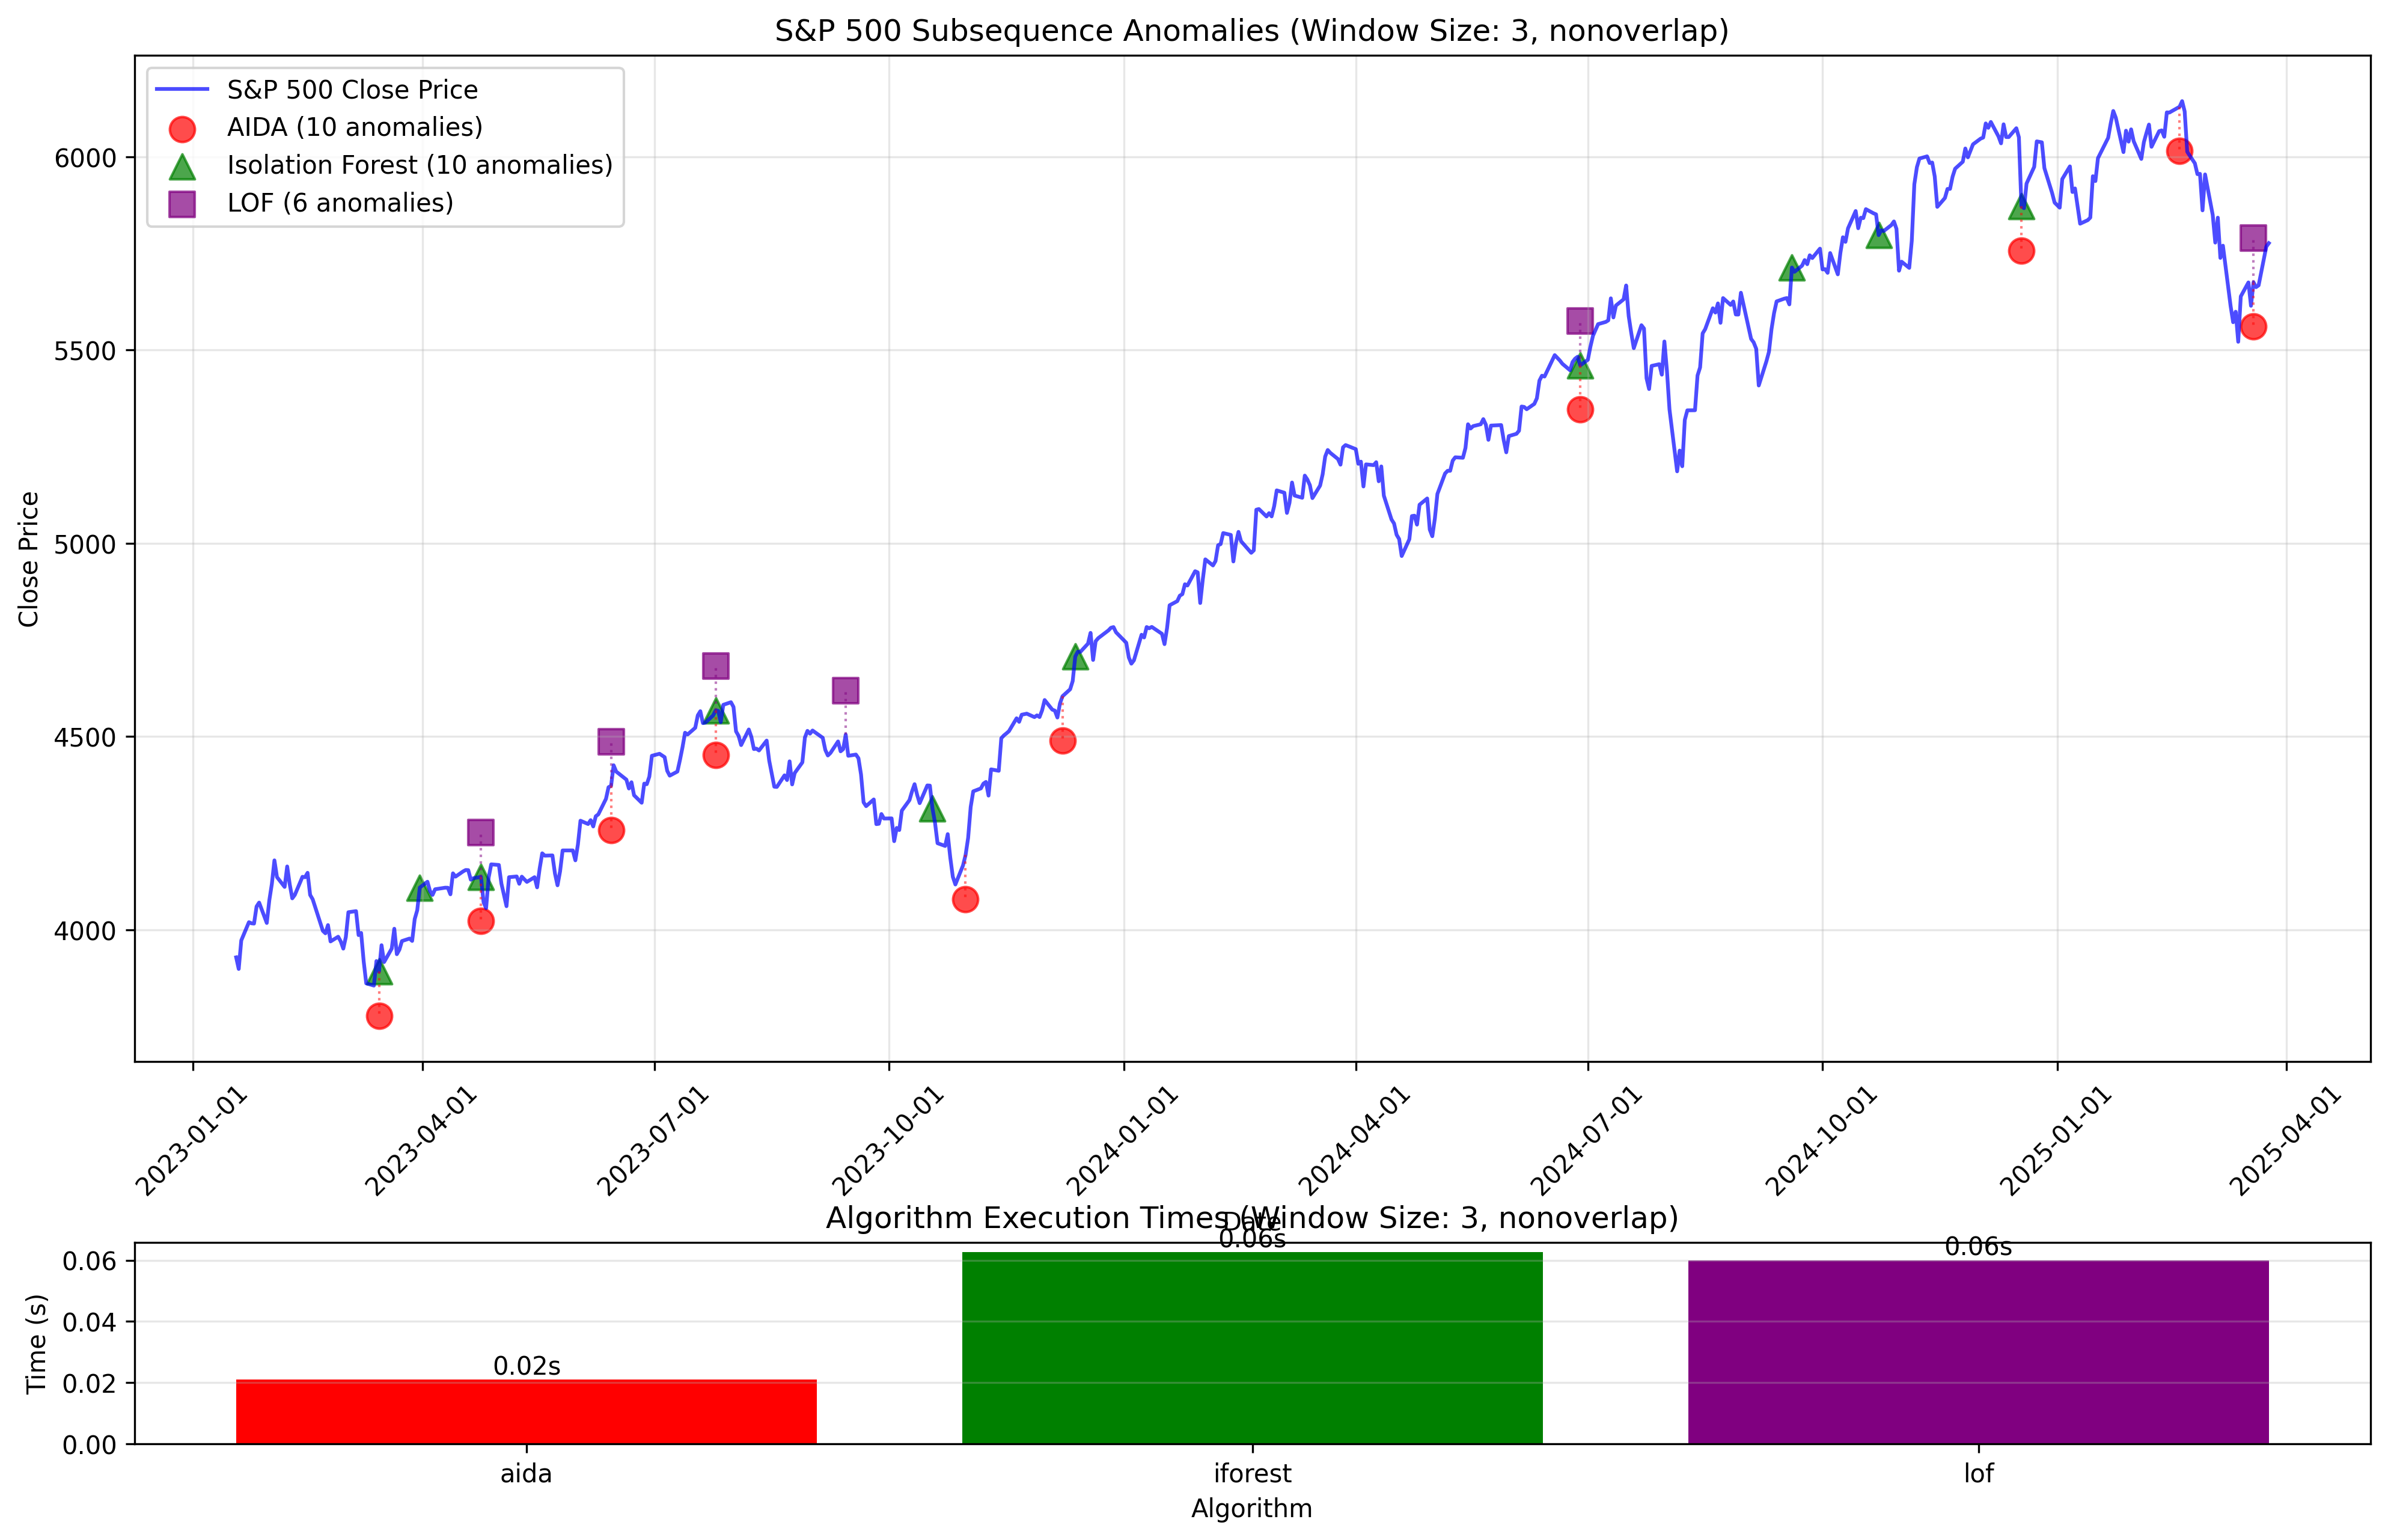 S&P 500 Subsequence Anomalies (Window Size: 3, nonoverlap)
S&P 500 Close Price
AIDA (10 anomalies)
Isolation Forest (10 anomalies)
LOF (6 anomalies)
Close Price
6000
5500
5000
4500
4000
2023-01-01
2023-04-01
2023-07-01
2023-10-01
2024-01-01
2024-04-01
2024-07-01
2024-10-01
2025-01-01
2025-04-01
Date
Algorithm Execution Times (Window Size: 3, nonoverlap)
Time (s)
0.06
0.04
0.02
0.00
0.02s
0.06s
0.06s
aida
iforest
lof
Algorithm